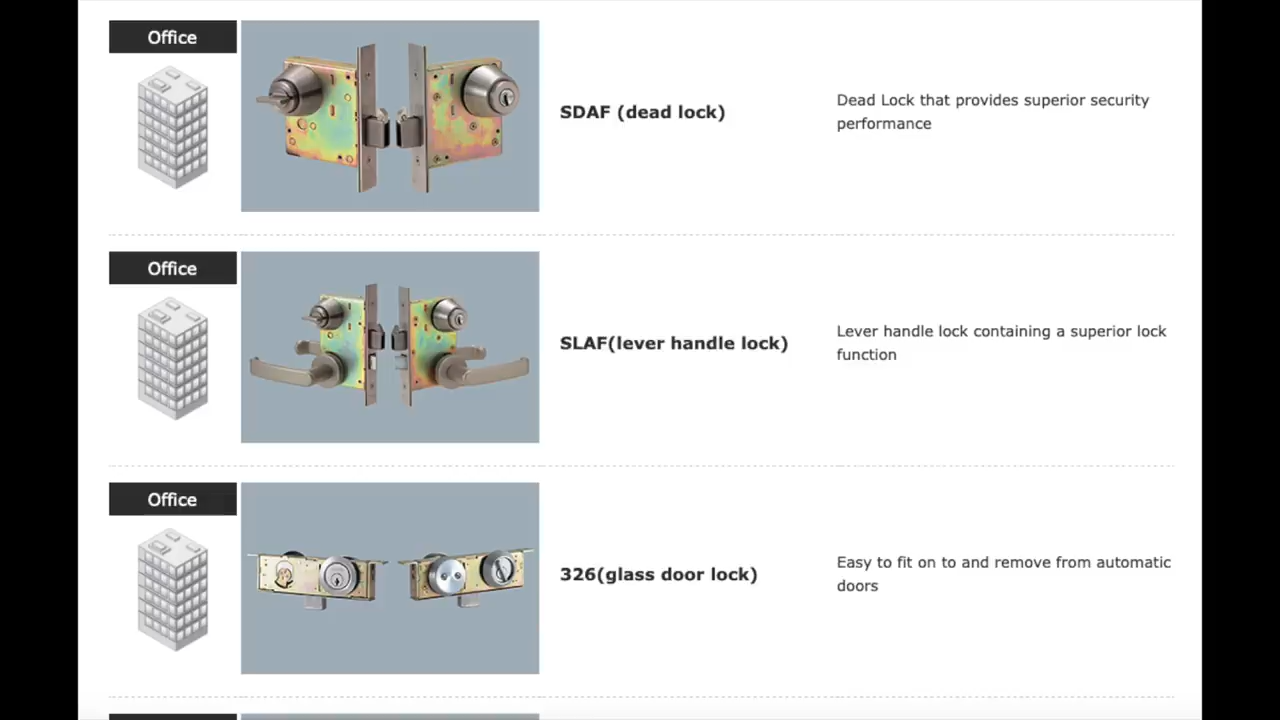 Office
SDAF (dead lock)
Dead Lock that provides superior security
performance
Office
SLAF(lever handle lock)
Lever handle lock containing a superior lock
function
Office
326(glass door lock)
Easy to fit on to and remove from automatic
doors